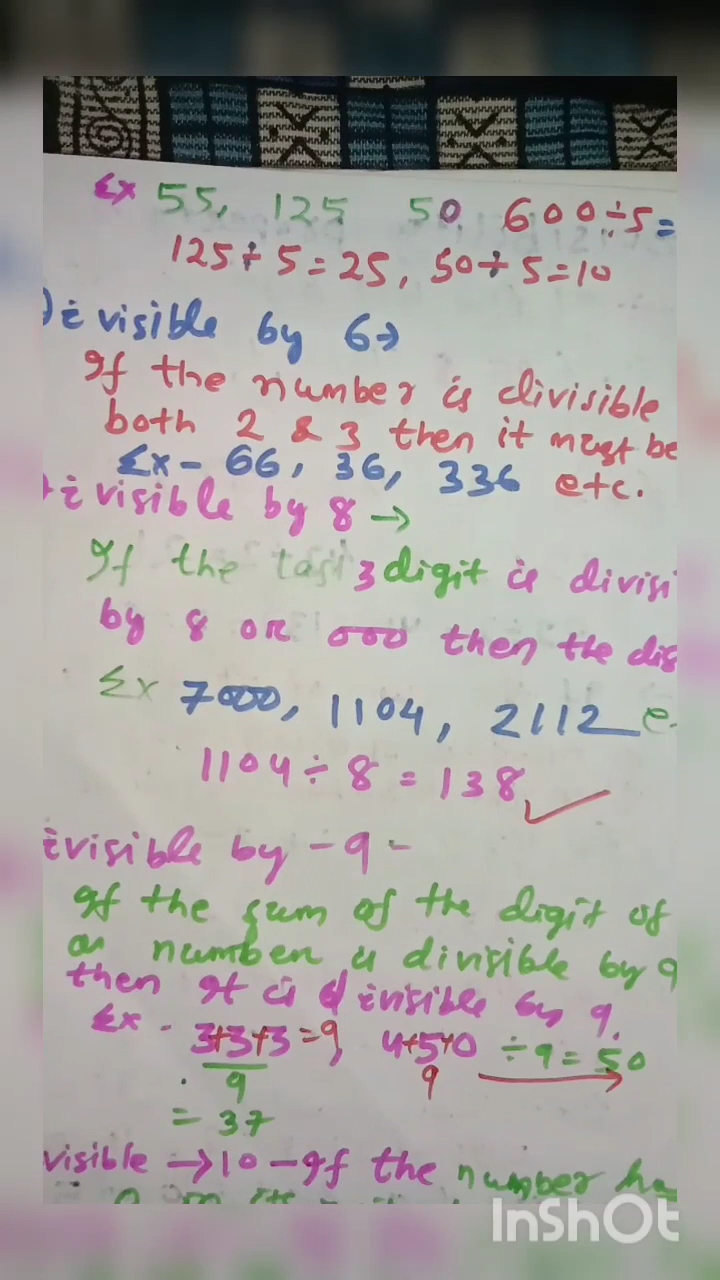 Ex 55, 125 50 600÷5=
125÷5=25, 50÷5=10
Divisible by 6→
If the number is divisible
both 2 & 3 then it must be
Ex- 66, 36, 336 etc.
Divisible by 8→
If the last 3 digit is divisi
by 8 or 000 then the dis
Ex 7000, 1104, 2112 e
1104÷8=138
ivisible by -9-
If the sum of the digit of
a number is divisible by 9
then It is divisible by 9.
Ex- 3+3+3=9, 4+5+0 ÷9=50
9 9
=37
visible →10-If the number ha
InShOt